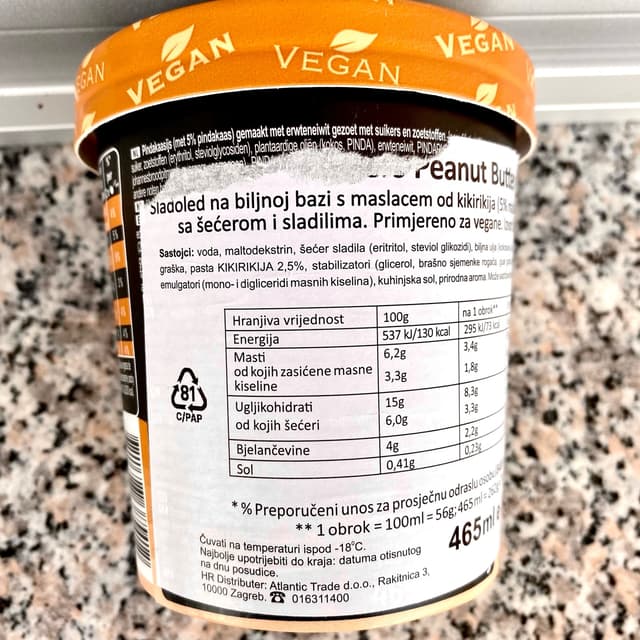 VEGAN VEGAN VEGAN VEGAN
NL Pindakaasijs (met 5% pindakaas) gemaakt met erwteneiwit gezoet met suikers en zoetstoffen.
zoetstoffen (erythritol, steviolglycosiden), plantaardige oliën (kokos, PINDA), erwteneiwit,
Peanut
Sladoled na biljnoj bazi s maslacem od kikirikija (5%
sa šećerom i sladilima. Primjereno za vegane.
Sastojci: voda, maltodekstrin, šećer sladila (eritritol, steviol glikozidi), biljna ulja
graška, pasta KIKIRIKIJA 2,5%, stabilizatori (glicerol, brašno sjemenke rogača,
emulgatori (mono- i digliceridi masnih kiselina), kuhinjska sol, prirodna aroma.
Hranjiva vrijednost 100g na 1 obrok**
Energija 537 kJ/130 kcal 295 kJ/73 kcal
Masti 6,2g 3,4g
od kojih zasićene masne kiseline 3,3g 1,8g
Ugljikohidrati 15g 8,3g
od kojih šećeri 6,0g 3,3g
Bjelančevine 4g 2,2g
Sol 0,41g 0,23g
81
C/PAP
* % Preporučeni unos za prosječnu odraslu osobu
** 1 obrok = 100ml = 56g; 465 ml =
465ml e
Čuvati na temperaturi ispod -18°C.
Najbolje upotrijebiti do kraja: datuma otisnutog
na dnu posudice.
HR Distributer: Atlantic Trade d.o.o., Rakitnica 3,
10000 Zagreb. ☎ 016311400